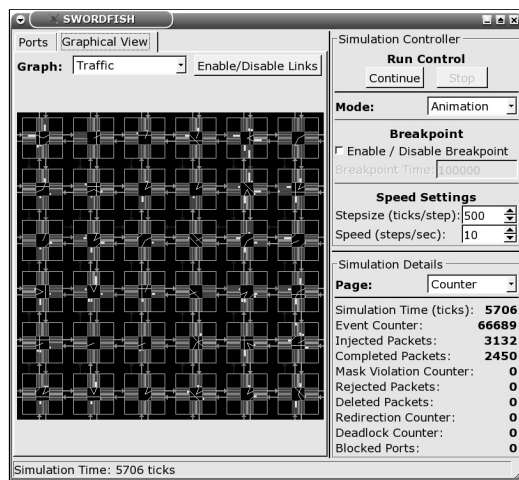 SWORDFISH
Ports Graphical View
Graph: Traffic Enable/Disable Links
Simulation Controller
Run Control
Continue Stop
Mode: Animation
Breakpoint
Enable / Disable Breakpoint
Breakpoint Time: 100000
Speed Settings
Stepsize (ticks/step): 500
Speed (steps/sec): 10
Simulation Details
Page: Counter
Simulation Time (ticks): 5706
Event Counter: 66689
Injected Packets: 3132
Completed Packets: 2450
Mask Violation Counter: 0
Rejected Packets: 0
Deleted Packets: 0
Redirection Counter: 0
Deadlock Counter: 0
Blocked Ports: 0
Simulation Time: 5706 ticks